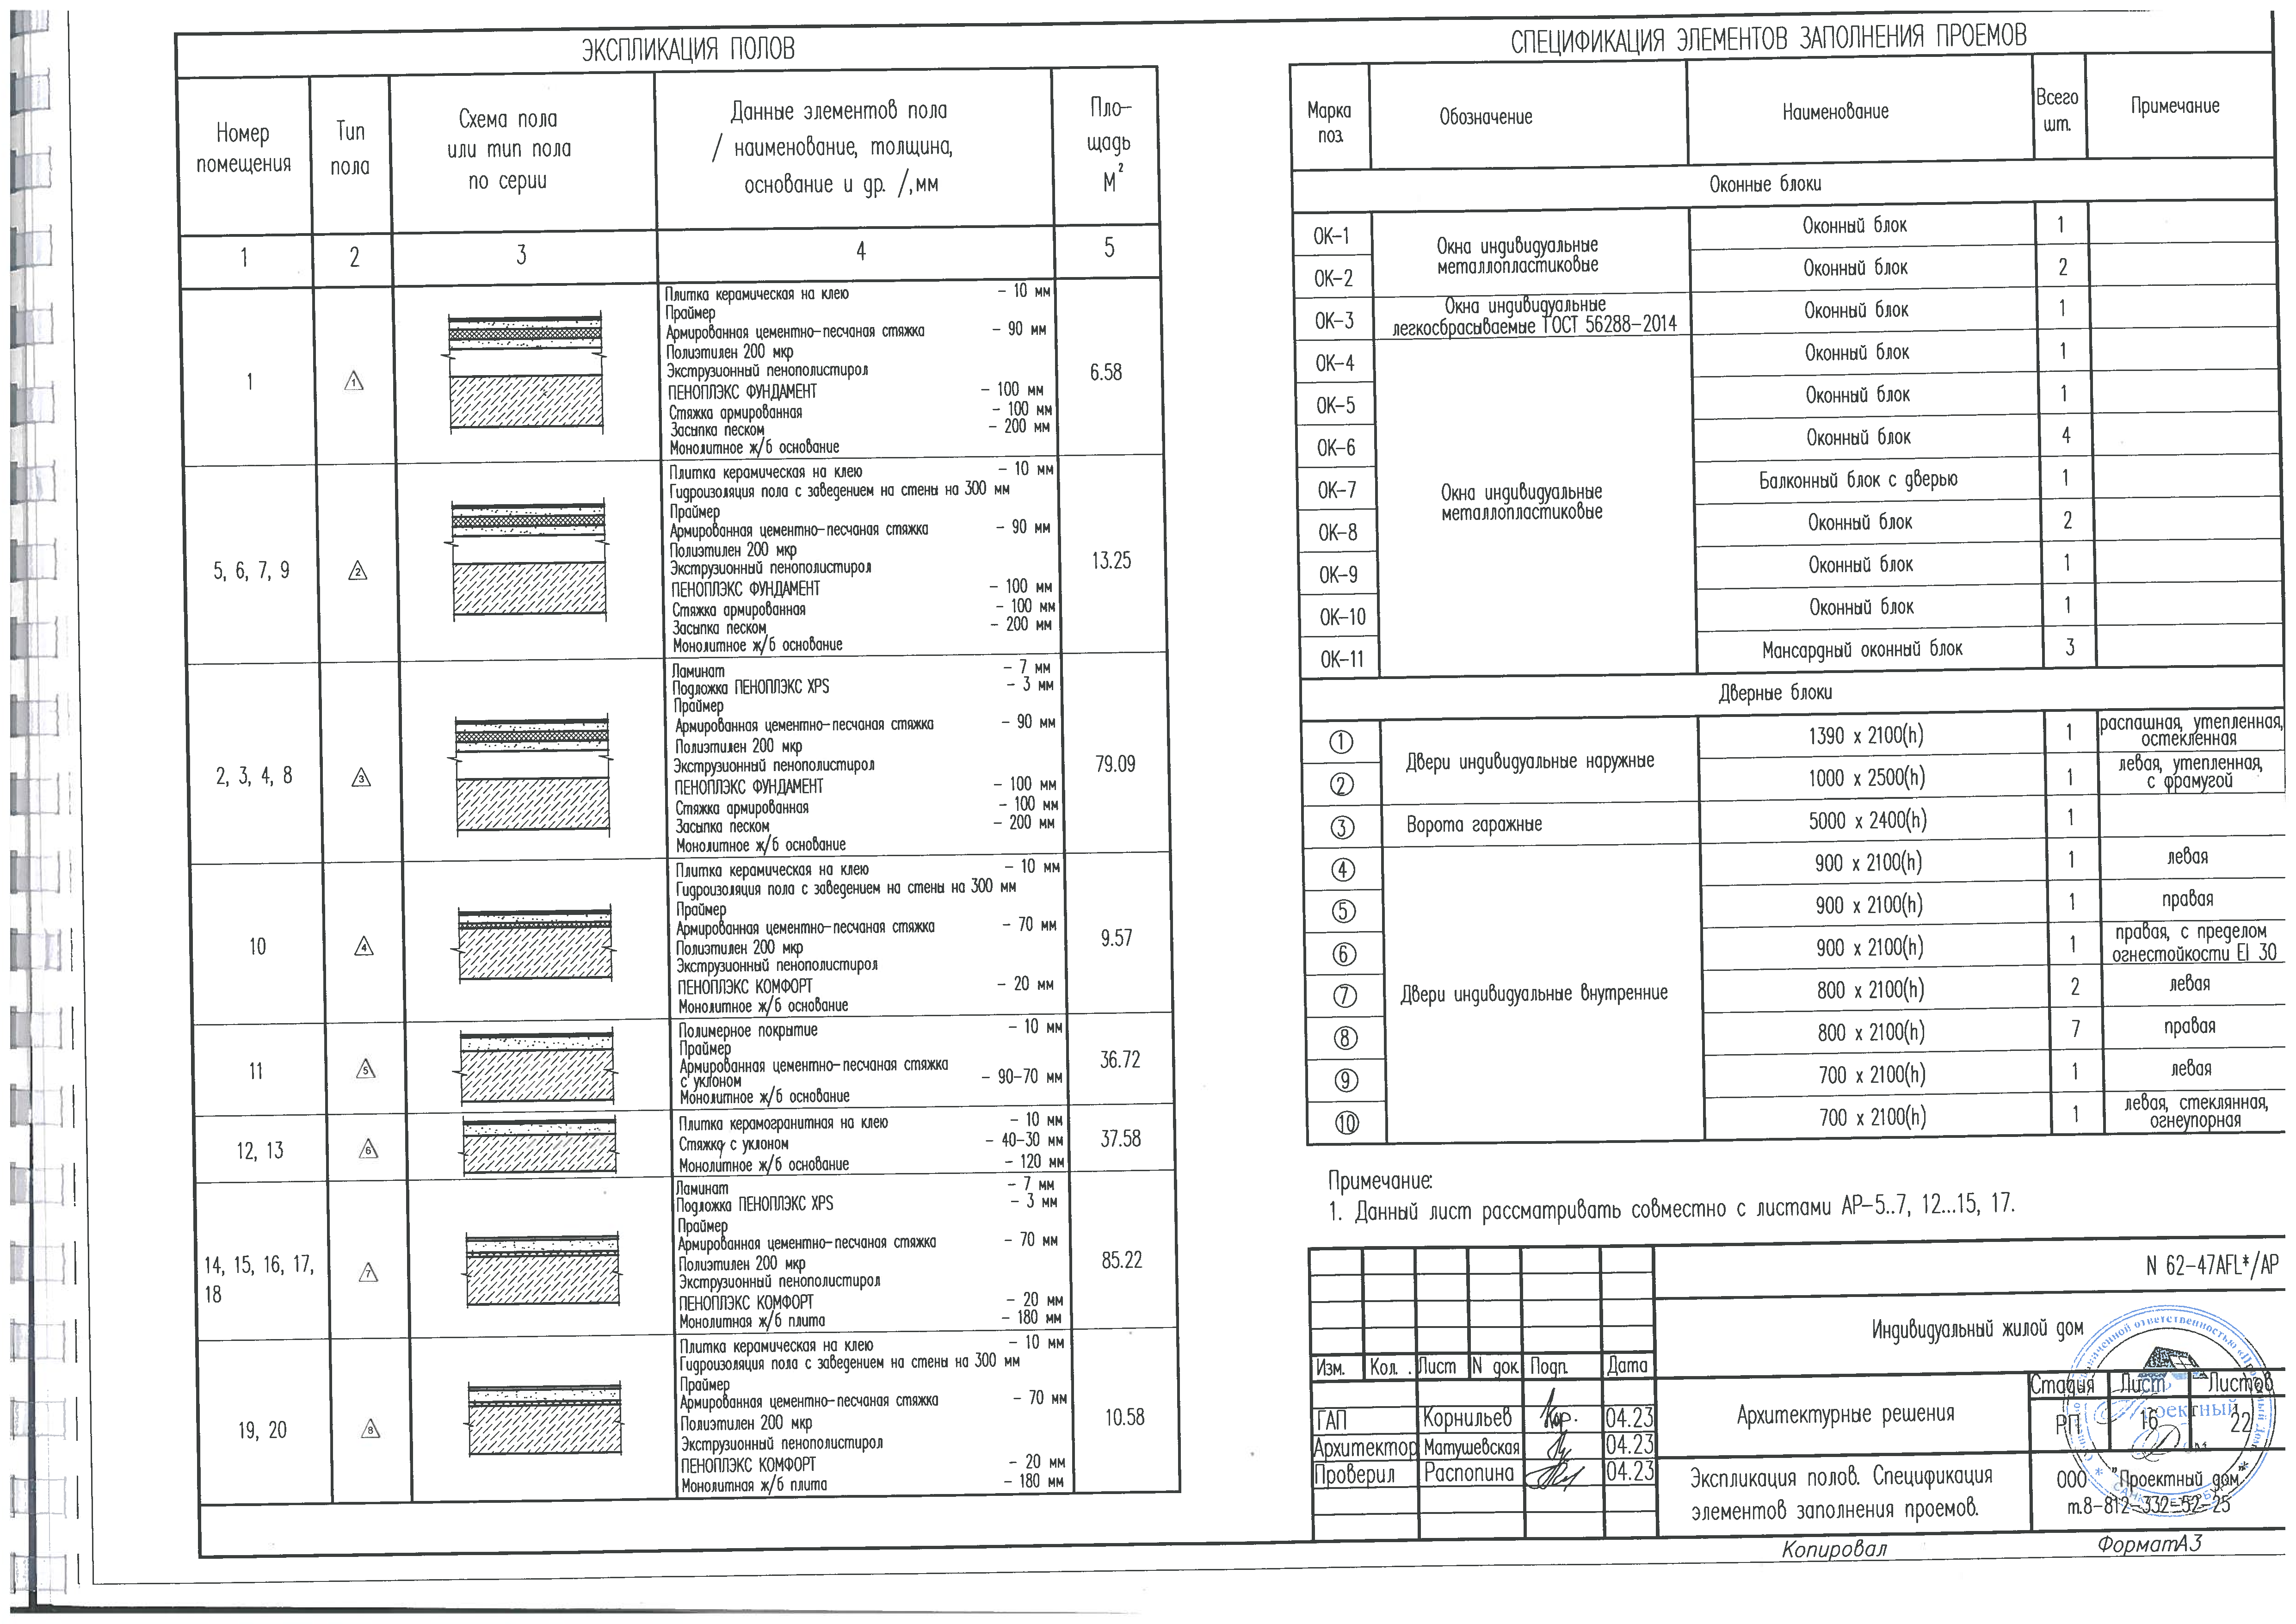 ЭКСПЛИКАЦИЯ ПОЛОВ
Номер помещения
Тип пола
Схема пола или тип пола по серии
Данные элементов пола / наименование, толщина, основание и др. /,мм
Пло- щадь М²
1 2 3 4 5
1
1
Плитка керамическая на клею – 10 мм
Праймер
Армированная цементно-песчаная стяжка – 90 мм
Полиэтилен 200 мкр
Экструзионный пенополистирол
ПЕНОПЛЭКС ФУНДАМЕНТ – 100 мм
Стяжка армированная – 100 мм
Засыпка песком – 200 мм
Монолитное ж/б основание
6.58
5, 6, 7, 9
2
Плитка керамическая на клею – 10 мм
Гидроизоляция пола с заведением на стены на 300 мм
Праймер
Армированная цементно-песчаная стяжка – 90 мм
Полиэтилен 200 мкр
Экструзионный пенополистирол
ПЕНОПЛЭКС ФУНДАМЕНТ – 100 мм
Стяжка армированная – 100 мм
Засыпка песком – 200 мм
Монолитное ж/б основание
13.25
2, 3, 4, 8
3
Ламинат – 7 мм
Подложка ПЕНОПЛЭКС XPS – 3 мм
Праймер
Армированная цементно-песчаная стяжка – 90 мм
Полиэтилен 200 мкр
Экструзионный пенополистирол
ПЕНОПЛЭКС ФУНДАМЕНТ – 100 мм
Стяжка армированная – 100 мм
Засыпка песком – 200 мм
Монолитное ж/б основание
79.09
10
4
Плитка керамическая на клею – 10 мм
Гидроизоляция пола с заведением на стены на 300 мм
Праймер
Армированная цементно-песчаная стяжка – 70 мм
Полиэтилен 200 мкр
Экструзионный пенополистирол
ПЕНОПЛЭКС КОМФОРТ – 20 мм
Монолитное ж/б основание
9.57
11
5
Полимерное покрытие – 10 мм
Праймер
Армированная цементно-песчаная стяжка
с уклоном – 90-70 мм
Монолитное ж/б основание
36.72
12, 13
6
Плитка керамогранитная на клею – 10 мм
Стяжка с уклоном – 40-30 мм
Монолитное ж/б основание – 120 мм
37.58
14, 15, 16, 17,
18
7
Ламинат – 7 мм
Подложка ПЕНОПЛЭКС XPS – 3 мм
Праймер
Армированная цементно-песчаная стяжка – 70 мм
Полиэтилен 200 мкр
Экструзионный пенополистирол
ПЕНОПЛЭКС КОМФОРТ – 20 мм
Монолитная ж/б плита – 180 мм
85.22
19, 20
8
Плитка керамическая на клею – 10 мм
Гидроизоляция пола с заведением на стены на 300 мм
Праймер
Армированная цементно-песчаная стяжка – 70 мм
Полиэтилен 200 мкр
Экструзионный пенополистирол
ПЕНОПЛЭКС КОМФОРТ – 20 мм
Монолитная ж/б плита – 180 мм
10.58
СПЕЦИФИКАЦИЯ ЭЛЕМЕНТОВ ЗАПОЛНЕНИЯ ПРОЕМОВ
Марка поз.
Обозначение
Наименование
Всего шт.
Примечание
Оконные блоки
Окна индивидуальные
металлопластиковые
ОК-1 Оконный блок 1
ОК-2 Оконный блок 2
Окна индивидуальные
легкосбрасываемые ГОСТ 56288-2014
ОК-3 Оконный блок 1
ОК-4 Оконный блок 1
ОК-5 Оконный блок 1
ОК-6 Оконный блок 4
Окна индивидуальные
металлопластиковые
ОК-7 Балконный блок с дверью 1
ОК-8 Оконный блок 2
ОК-9 Оконный блок 1
ОК-10 Оконный блок 1
ОК-11 Мансардный оконный блок 3
Дверные блоки
Двери индивидуальные наружные
1 1390 x 2100(h) 1 распашная, утепленная, остекленная
2 1000 x 2500(h) 1 левая, утепленная, с фрамугой
3 Ворота гаражные 5000 x 2400(h) 1
4 900 x 2100(h) 1 левая
5 900 x 2100(h) 1 правая
6 900 x 2100(h) 1 правая, с пределом огнестойкости EI 30
Двери индивидуальные внутренние
7 800 x 2100(h) 2 левая
8 800 x 2100(h) 7 правая
9 700 x 2100(h) 1 левая
10 700 x 2100(h) 1 левая, стеклянная, огнеупорная
Примечание:
1. Данный лист рассматривать совместно с листами АР-5..7, 12...15, 17.
N 62-47AFL*/АР
Индивидуальный жилой дом
Изм. Кол. . Лист N док. Подп. Дата
Стадия Лист Листов
ГАП Корнильев 04.23
Архитектурные решения
РП 16 22
Архитектор Матушевская 04.23
Проверил Распопина 04.23
Экспликация полов. Спецификация
элементов заполнения проемов.
ООО "Проектный дом"
т.8-812-332-52-25
Копировал ФорматА3